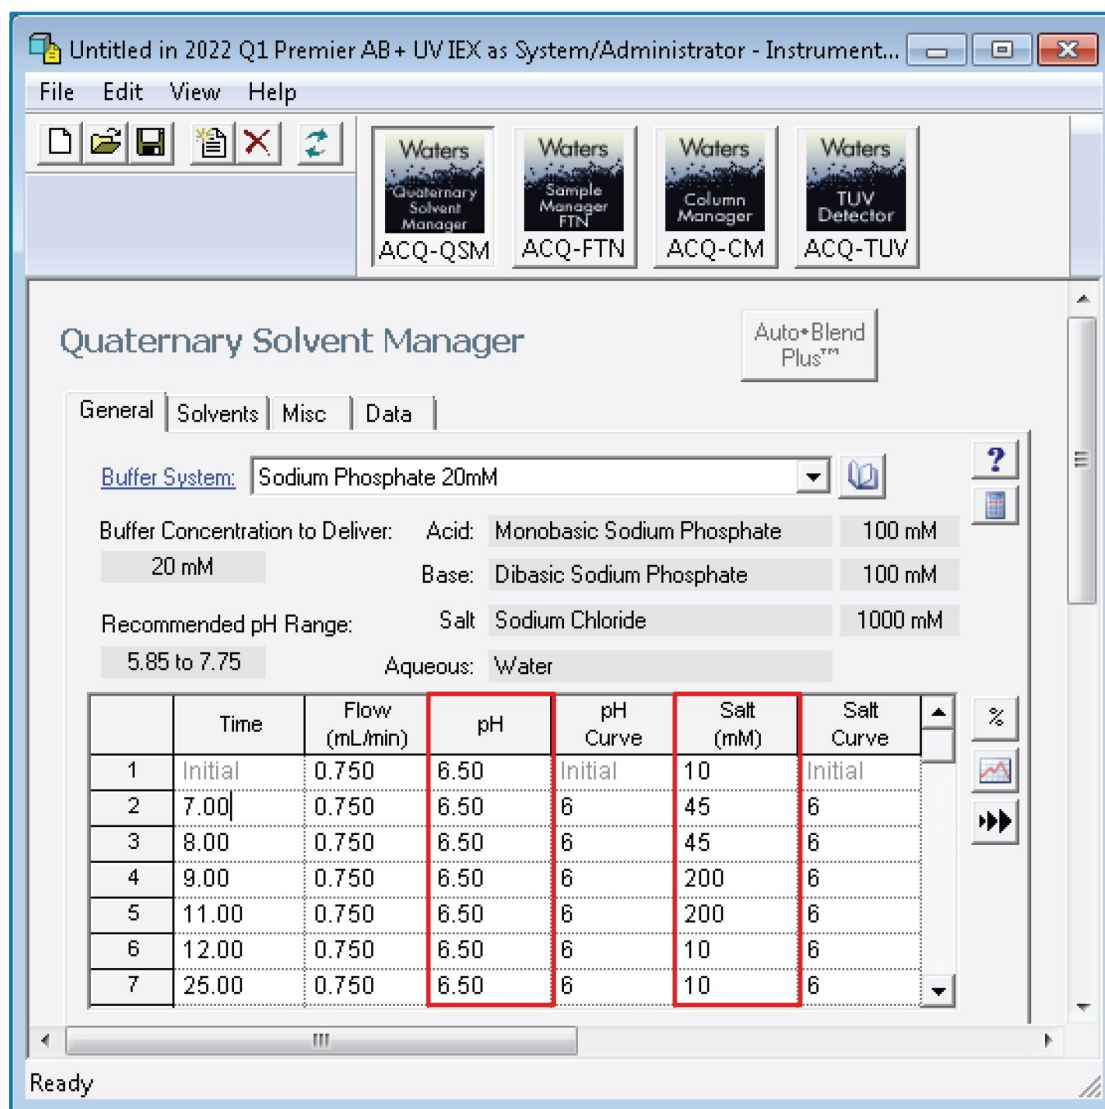 Untitled in 2022 Q1 Premier AB+ UV IEX as System/Administrator - Instrument...
File Edit View Help
Waters Waters Waters Waters
Quaternary Solvent Manager Sample Manager FTN Column Manager TUV Detector
ACQ-QSM ACQ-FTN ACQ-CM ACQ-TUV
Quaternary Solvent Manager
Auto•Blend
Plus™
General Solvents Misc Data
Buffer System: Sodium Phosphate 20mM
?
Buffer Concentration to Deliver: Acid: Monobasic Sodium Phosphate 100 mM
20 mM
Base: Dibasic Sodium Phosphate 100 mM
Recommended pH Range: Salt Sodium Chloride 1000 mM
5.85 to 7.75
Aqueous: Water
Time Flow (mL/min) pH pH Curve Salt (mM) Salt Curve
%
1 Initial 0.750 6.50 Initial 10 Initial
2 7.00 0.750 6.50 6 45 6
3 8.00 0.750 6.50 6 45 6
4 9.00 0.750 6.50 6 200 6
5 11.00 0.750 6.50 6 200 6
6 12.00 0.750 6.50 6 10 6
7 25.00 0.750 6.50 6 10 6
Ready